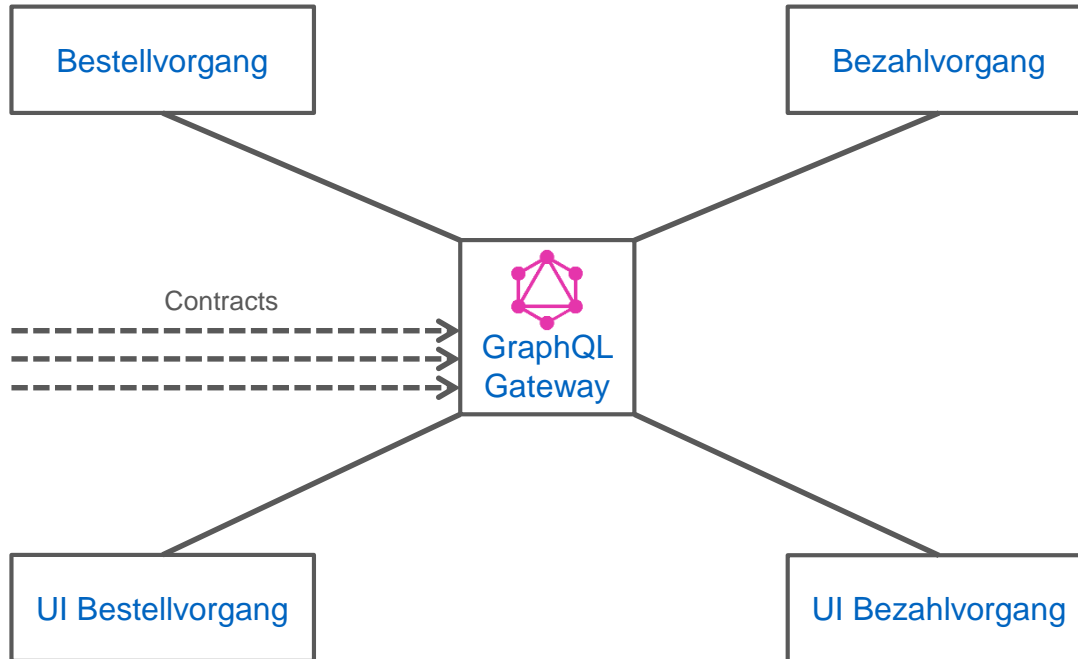 Bestellvorgang
Bezahlvorgang
Contracts
GraphQL
Gateway
UI Bestellvorgang
UI Bezahlvorgang